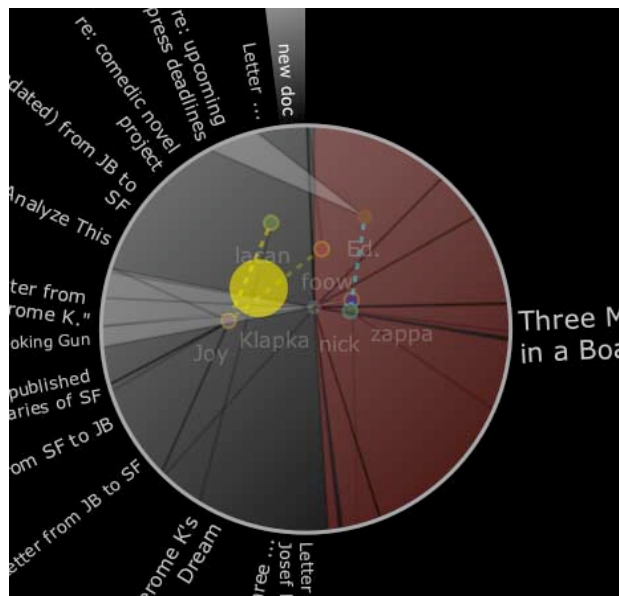 new doc
Letter ...
re: upcoming
press deadlines
re: comedic novel
project
dated) from JB to
SF
Analyze This
ter from
rome K."
oking Gun
published
aries of SF
om SF to JB
etter from JB to SF
erome K's
Dream
ree ...
Letter
Josef
Three M
in a Boa
lacan
Ed.
foow
Joy
Klapka
nick
zappa